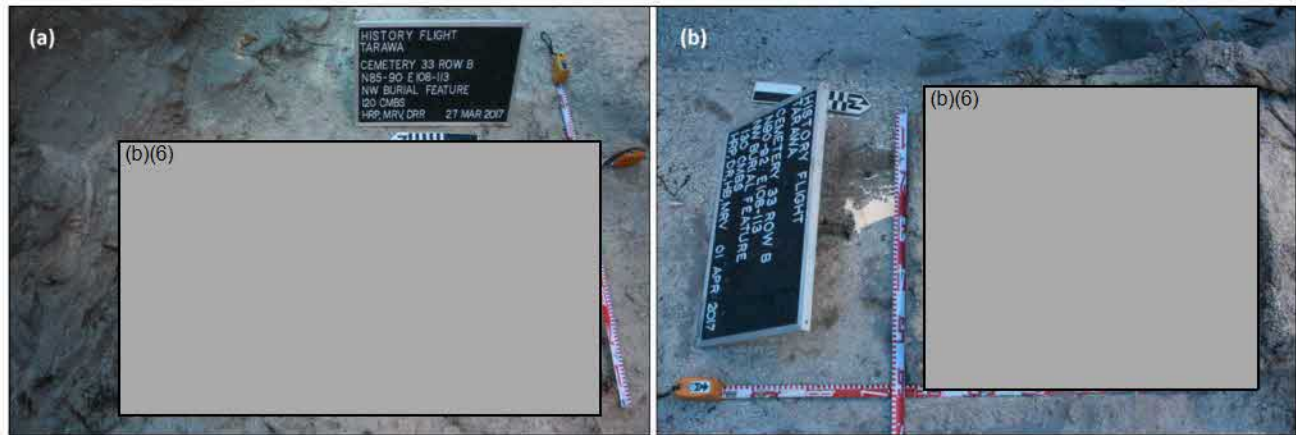 (a)
HISTORY FLIGHT
TARAWA
CEMETERY 33 ROW B
N85-90 E108-113
NW BURIAL FEATURE
120 CMBS
HRP, MRV, DRR 27 MAR 2017
(b)(6)
(b)
HISTORY FLIGHT
TARAWA
CEMETERY 33 ROW B
N90-92 E108-113
NW BURIAL FEATURE
130 CMBS
HRP, DR, HB, MRV 01 APR 2017
(b)(6)